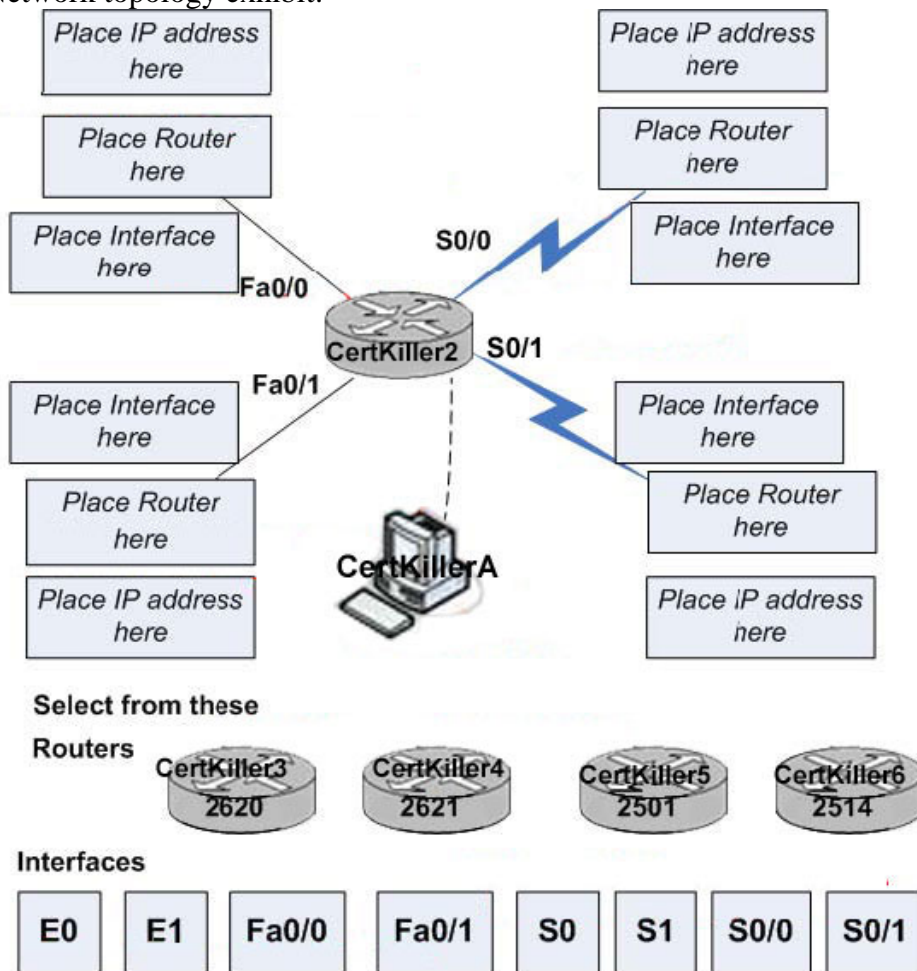 Network topology exhibit.
Place IP address
here
Place IP address
here
Place Router
here
Place Router
here
Place Interface
here
Place Interface
here
S0/0
Fa0/0
CertKiller2
S0/1
Fa0/1
Place Interface
here
Place Interface
here
Place Router
here
Place Router
here
CertKillerA
Place IP address
here
Place IP address
here
Select from these
Routers
CertKiller3
2620
CertKiller4
2621
CertKiller5
2501
CertKiller6
2514
Interfaces
E0
E1
Fa0/0
Fa0/1
S0
S1
S0/0
S0/1